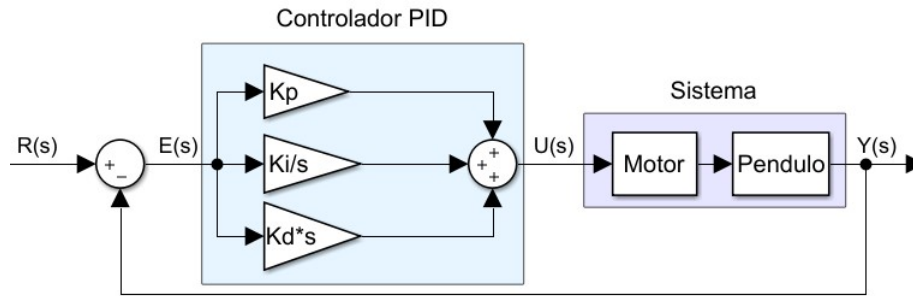 Controlador PID
Sistema
R(s)
+
−
E(s)
Kp
Ki/s
Kd*s
+
+
+
U(s)
Motor
Pendulo
Y(s)